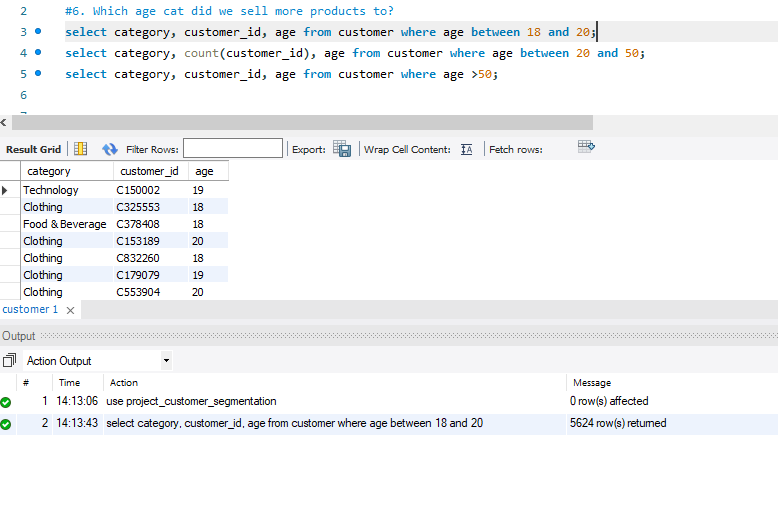 2 #6. Which age cat did we sell more products to?
3 select category, customer_id, age from customer where age between 18 and 20;
4 select category, count(customer_id), age from customer where age between 20 and 50;
5 select category, customer_id, age from customer where age >50;
6
Result Grid Filter Rows: Export: Wrap Cell Content: Fetch rows:
category customer_id age
Technology C150002 19
Clothing C325553 18
Food & Beverage C378408 18
Clothing C153189 20
Clothing C832260 18
Clothing C179079 19
Clothing C553904 20
customer 1
Output
Action Output
# Time Action Message
1 14:13:06 use project_customer_segmentation 0 row(s) affected
2 14:13:43 select category, customer_id, age from customer where age between 18 and 20 5624 row(s) returned